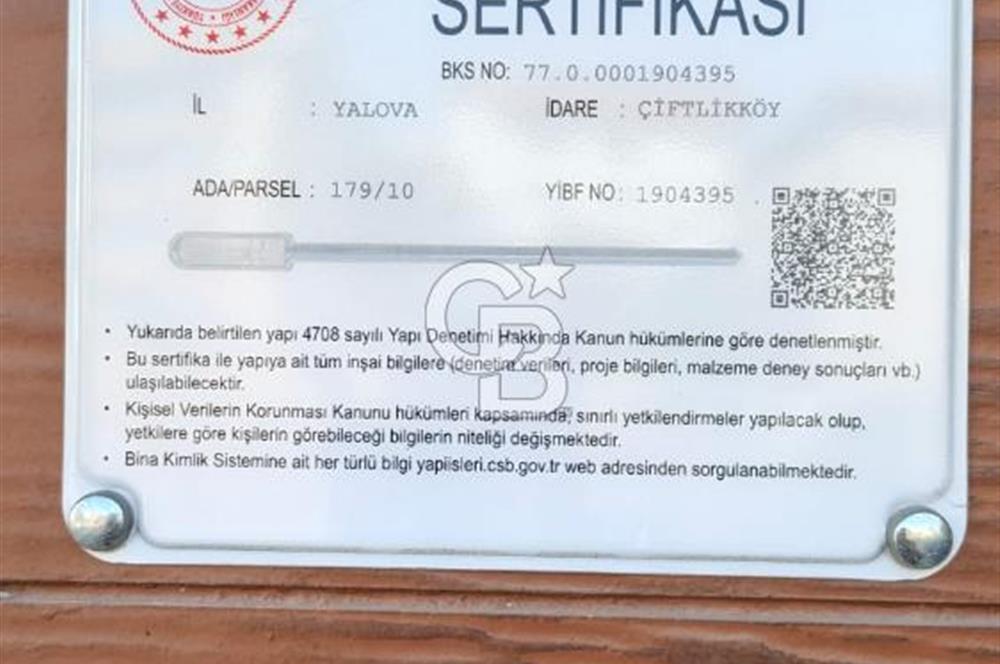 SERTİFİKASI
BKS NO: 77.0.0001904395
İL : YALOVA İDARE : ÇİFTLİKKÖY
ADA/PARSEL : 179/10 YİBF NO: 1904395
CB
• Yukarıda belirtilen yapı 4708 sayılı Yapı Denetimi Hakkında Kanun hükümlerine göre denetlenmiştir.
• Bu sertifika ile yapıya ait tüm inşai bilgilere (denetim verileri, proje bilgileri, malzeme deney sonuçları vb.)
ulaşılabilecektir.
• Kişisel Verilerin Korunması Kanunu hükümleri kapsamında, sınırlı yetkilendirmeler yapılacak olup,
yetkilere göre kişilerin görebileceği bilgilerin niteliği değişmektedir.
• Bina Kimlik Sistemine ait her türlü bilgi yapiisleri.csb.gov.tr web adresinden sorgulanabilmektedir.